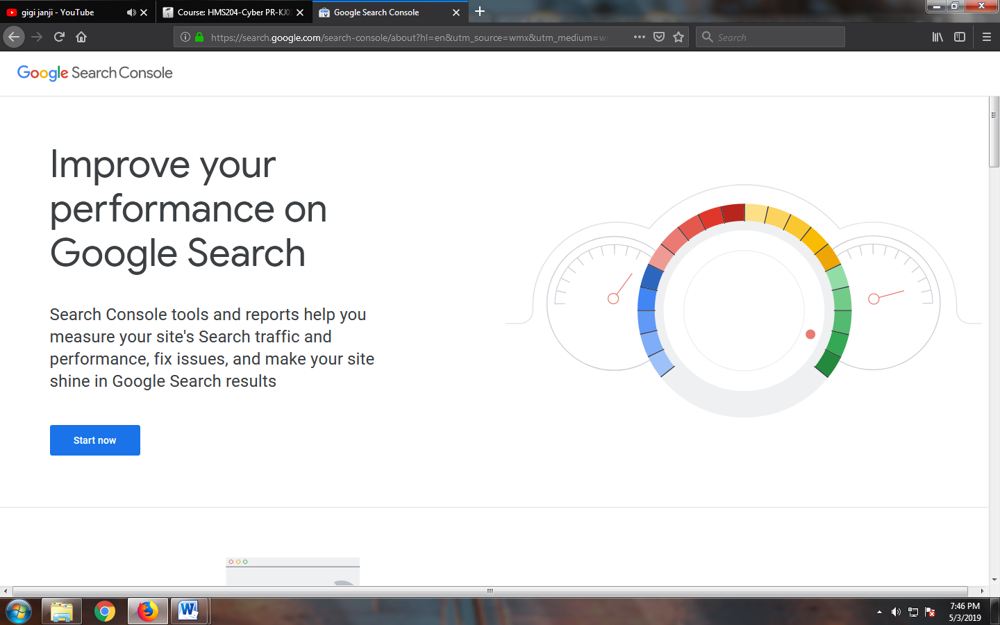 gigi janji - YouTube
Course: HMS204-Cyber PR-KJ0
Google Search Console
https://search.google.com/search-console/about?hl=en&utm_source=wmx&utm_medium=w
Search
Google Search Console
Improve your
performance on
Google Search
Search Console tools and reports help you
measure your site's Search traffic and
performance, fix issues, and make your site
shine in Google Search results
Start now
7:46 PM
5/3/2019